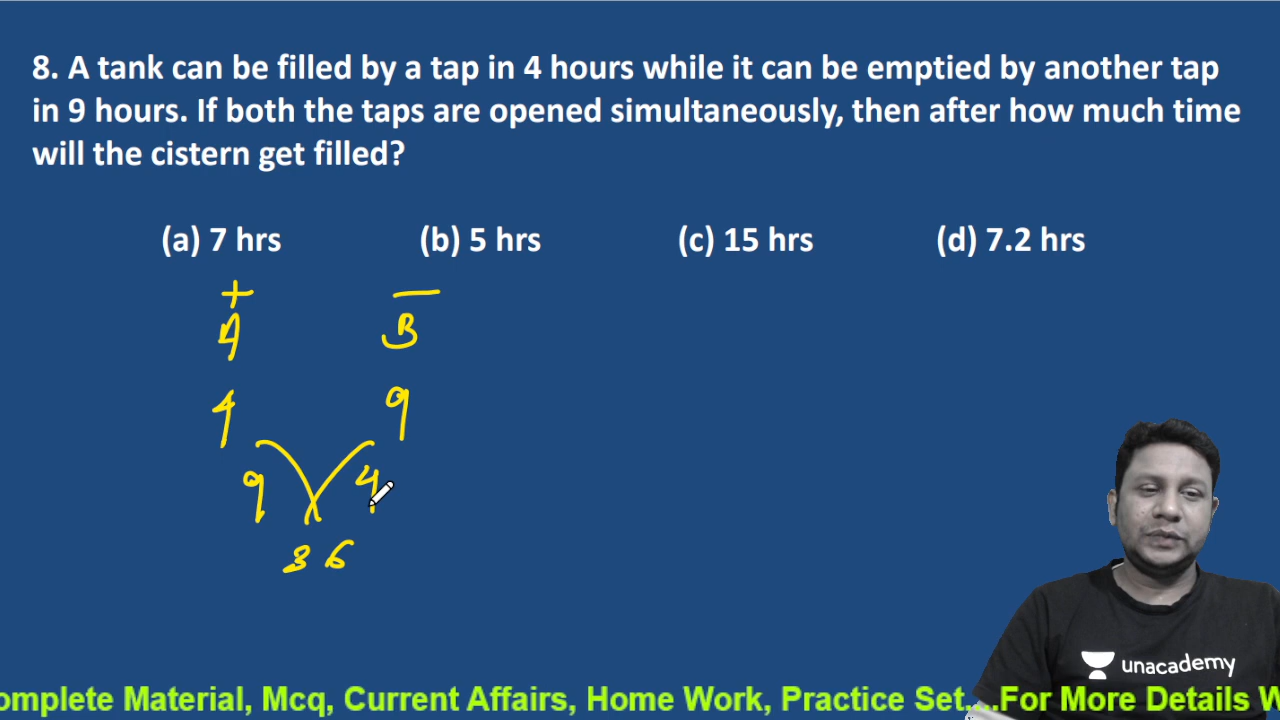 8. A tank can be filled by a tap in 4 hours while it can be emptied by another tap
in 9 hours. If both the taps are opened simultaneously, then after how much time
will the cistern get filled?
(a) 7 hrs (b) 5 hrs (c) 15 hrs (d) 7.2 hrs
+ −
A B
4 9
9 4
36
unacademy
omplete Material, Mcq, Current Affairs, Home Work, Practice Set....For More Details W